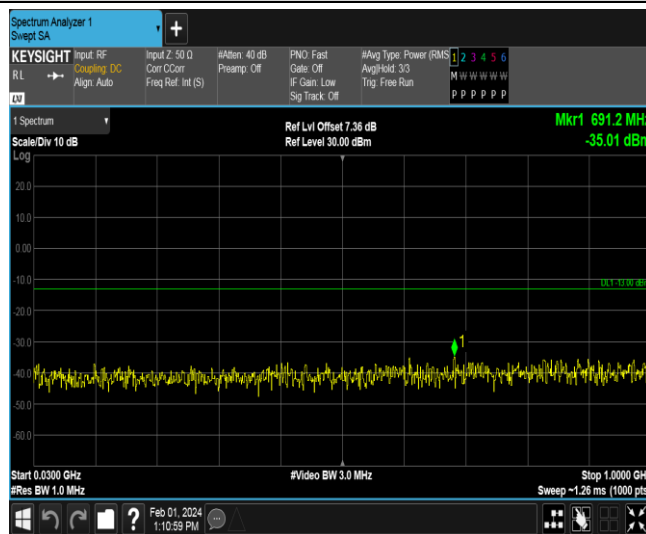 Spectrum Analyzer 1
Swept SA
+
KEYSIGHT Input: RF Input Z: 50 Ω #Atten: 40 dB PNO: Fast #Avg Type: Power (RMS 1 2 3 4 5 6
RL Coupling: DC Corr CCorr Preamp: Off Gate: Off Avg|Hold: 3/3 M W W W W W
Align: Auto Freq Ref: Int (S) IF Gain: Low Trig: Free Run
Sig Track: Off P P P P P P
LXI
1 Spectrum Ref Lvl Offset 7.36 dB Mkr1 691.2 MHz
Scale/Div 10 dB Ref Level 30.00 dBm -35.01 dBm
Log
20.0
10.0
0.00
-10.0
DL1 -13.00 dBm
-20.0
-30.0
1
-40.0
-50.0
-60.0
Start 0.0300 GHz #Video BW 3.0 MHz Stop 1.0000 GH
#Res BW 1.0 MHz Sweep ~1.26 ms (1000 pts
? Feb 01, 2024
1:10:59 PM